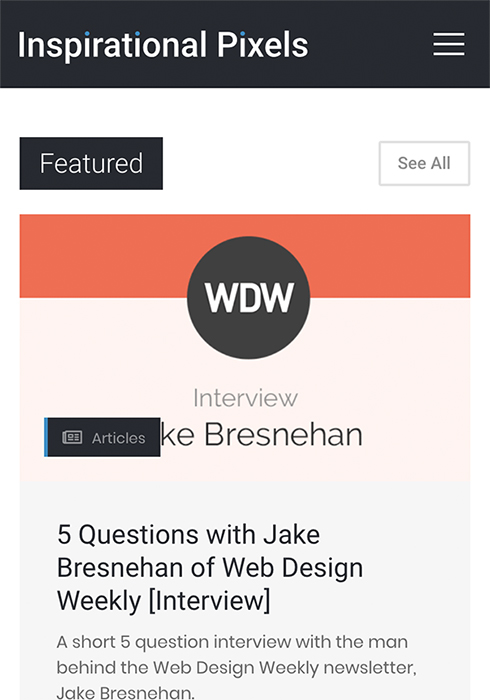 Inspirational Pixels
Featured
See All
WDW
Interview
ke Bresnehan
Articles
5 Questions with Jake
Bresnehan of Web Design
Weekly [Interview]
A short 5 question interview with the man
behind the Web Design Weekly newsletter,
Jake Bresnehan.